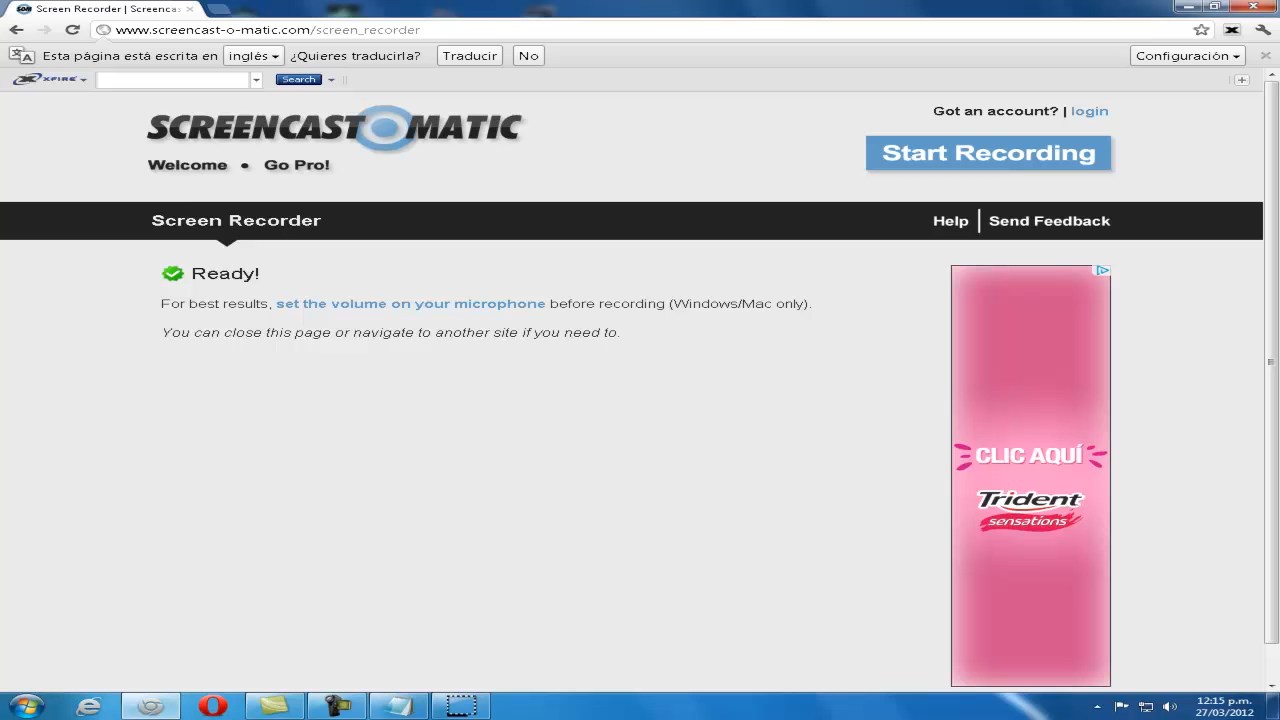 Screen Recorder | Screencas
www.screencast-o-matic.com/screen_recorder
Esta página está escrita en inglés ¿Quieres traducirla? Traducir No Configuración
XFIRE Search
SCREENCAST O MATIC
Got an account? | login
Start Recording
Welcome • Go Pro!
Screen Recorder
Help Send Feedback
Ready!
For best results, set the volume on your microphone before recording (Windows/Mac only).
You can close this page or navigate to another site if you need to.
CLIC AQUÍ
Trident
sensations
12:15 p.m.
27/03/2012